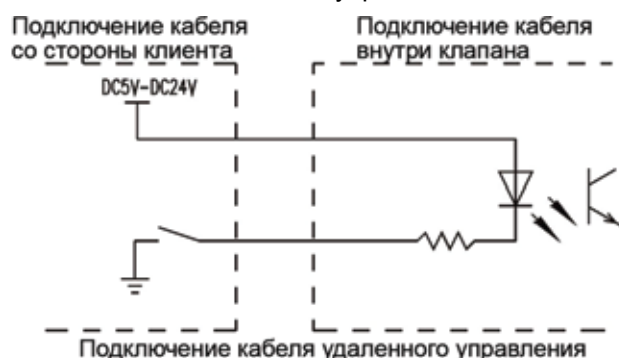 Подключение кабеля
со стороны клиента
Подключение кабеля
внутри клапана
DC5V-DC24V
Подключение кабеля удаленного управления